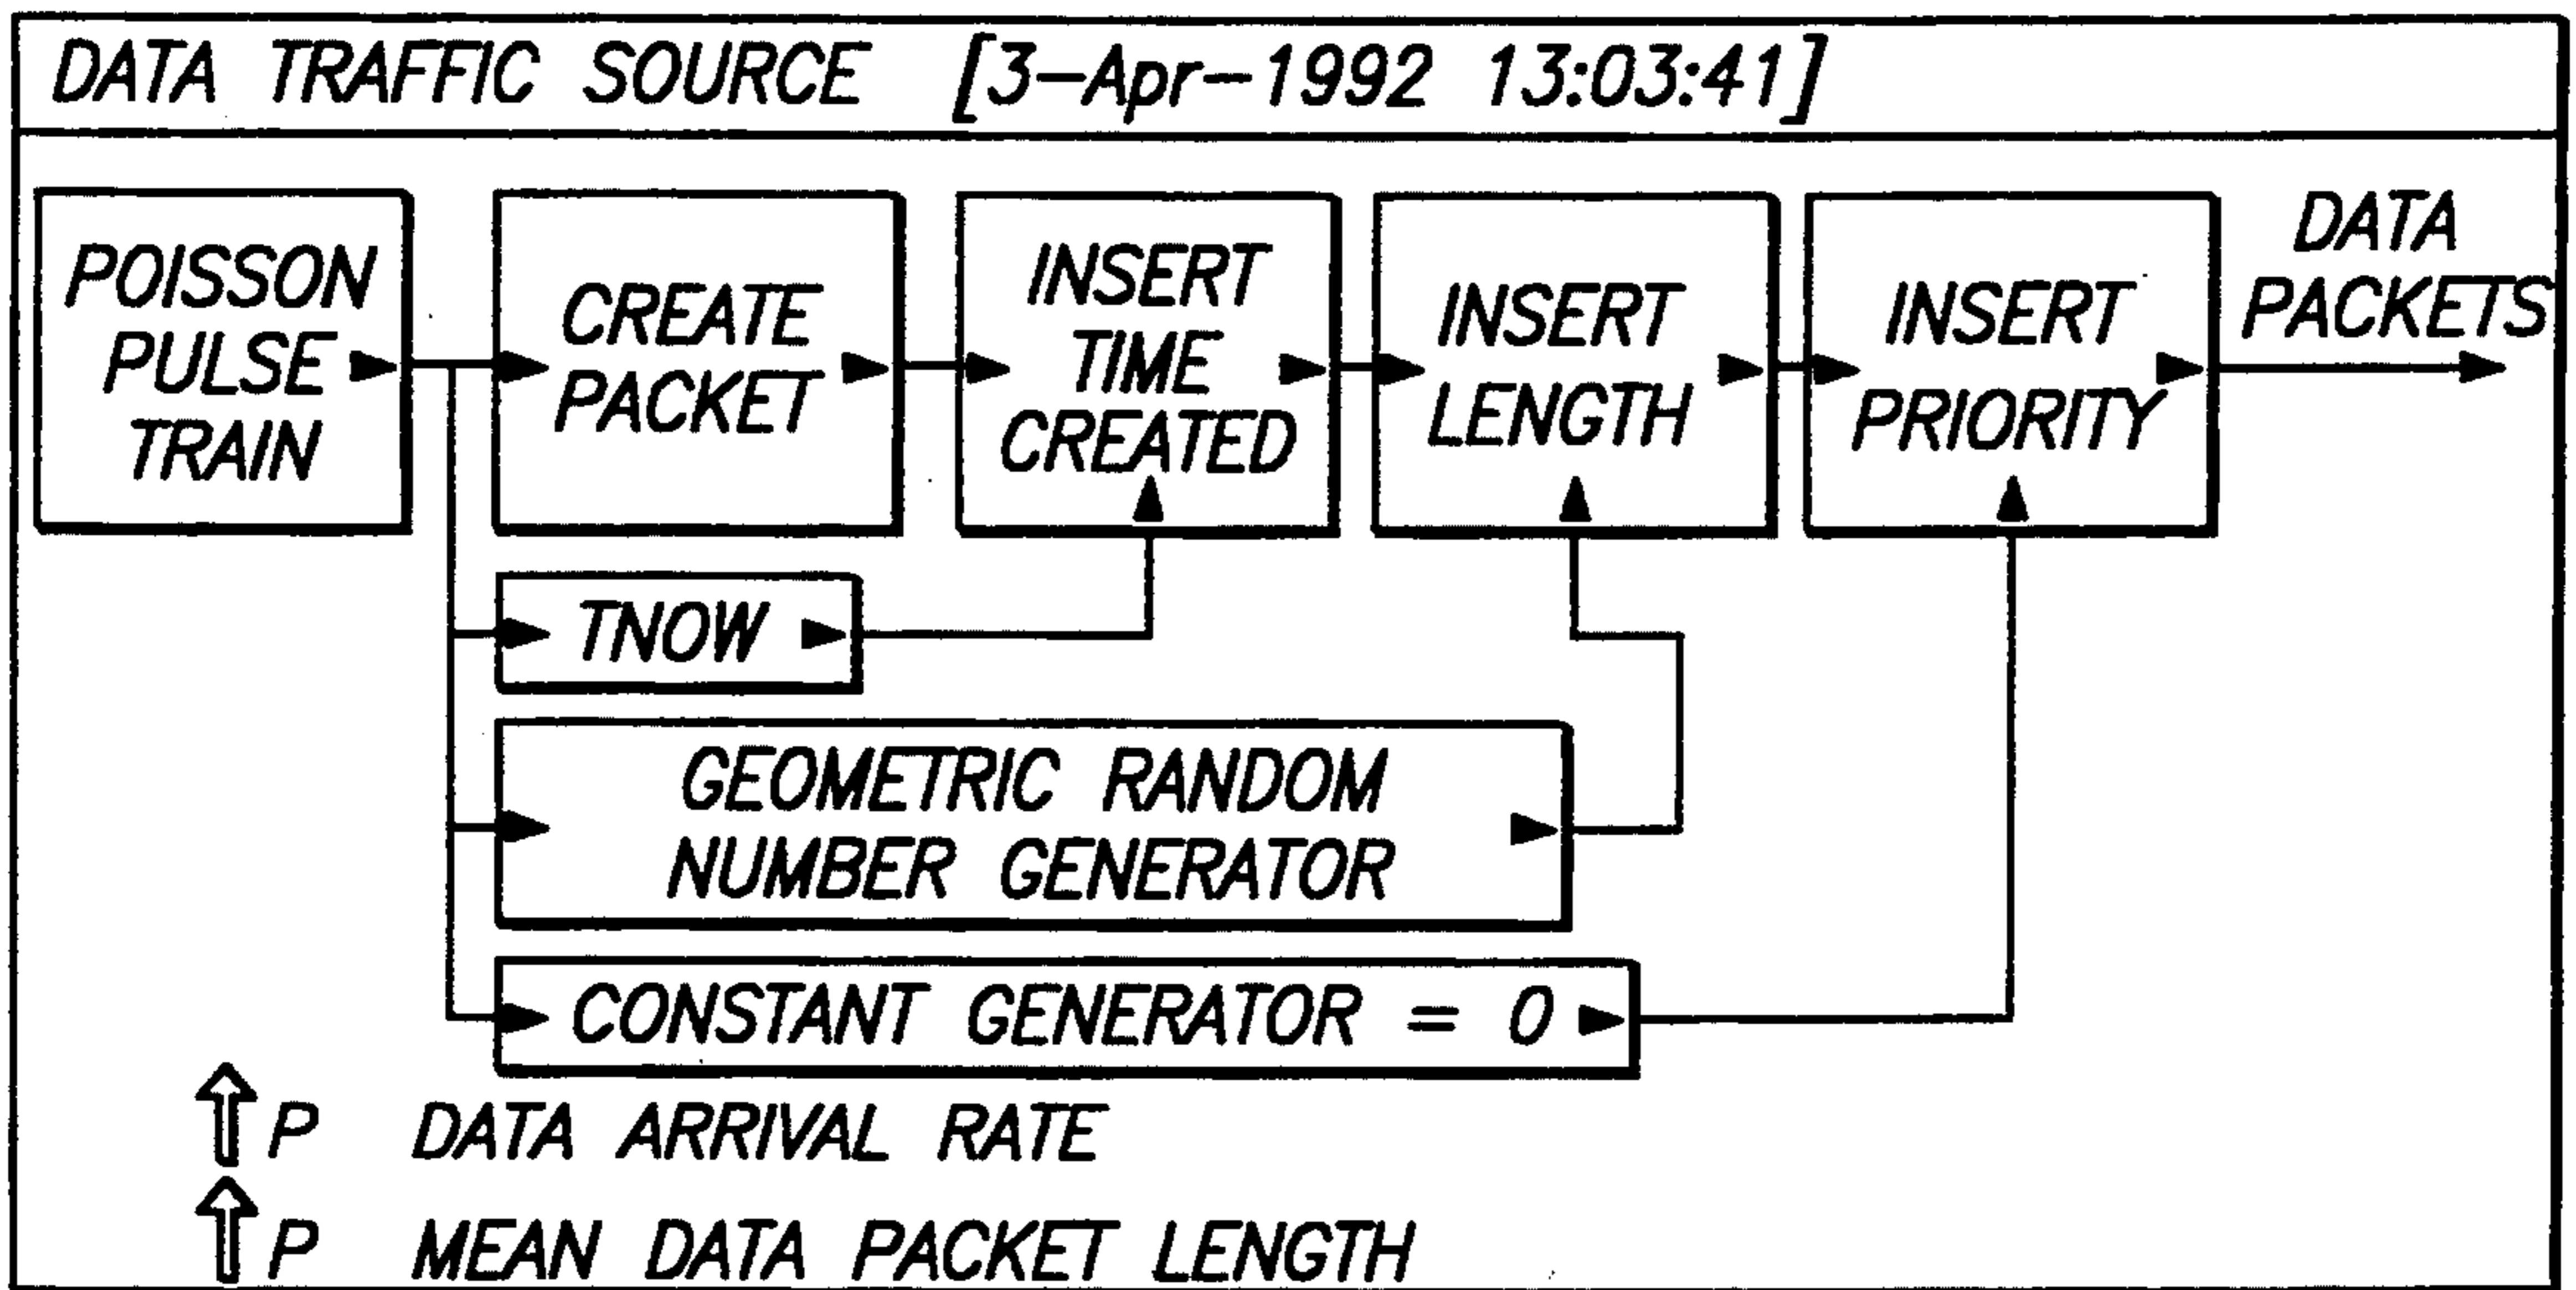 DATA TRAFFIC SOURCE [3-Apr-1992 13:03:41]
POISSON
PULSE
TRAIN
CREATE
PACKET
INSERT
TIME
CREATED
INSERT
LENGTH
INSERT
PRIORITY
DATA
PACKETS
TNOW
GEOMETRIC RANDOM
NUMBER GENERATOR
CONSTANT GENERATOR = 0
P DATA ARRIVAL RATE
P MEAN DATA PACKET LENGTH